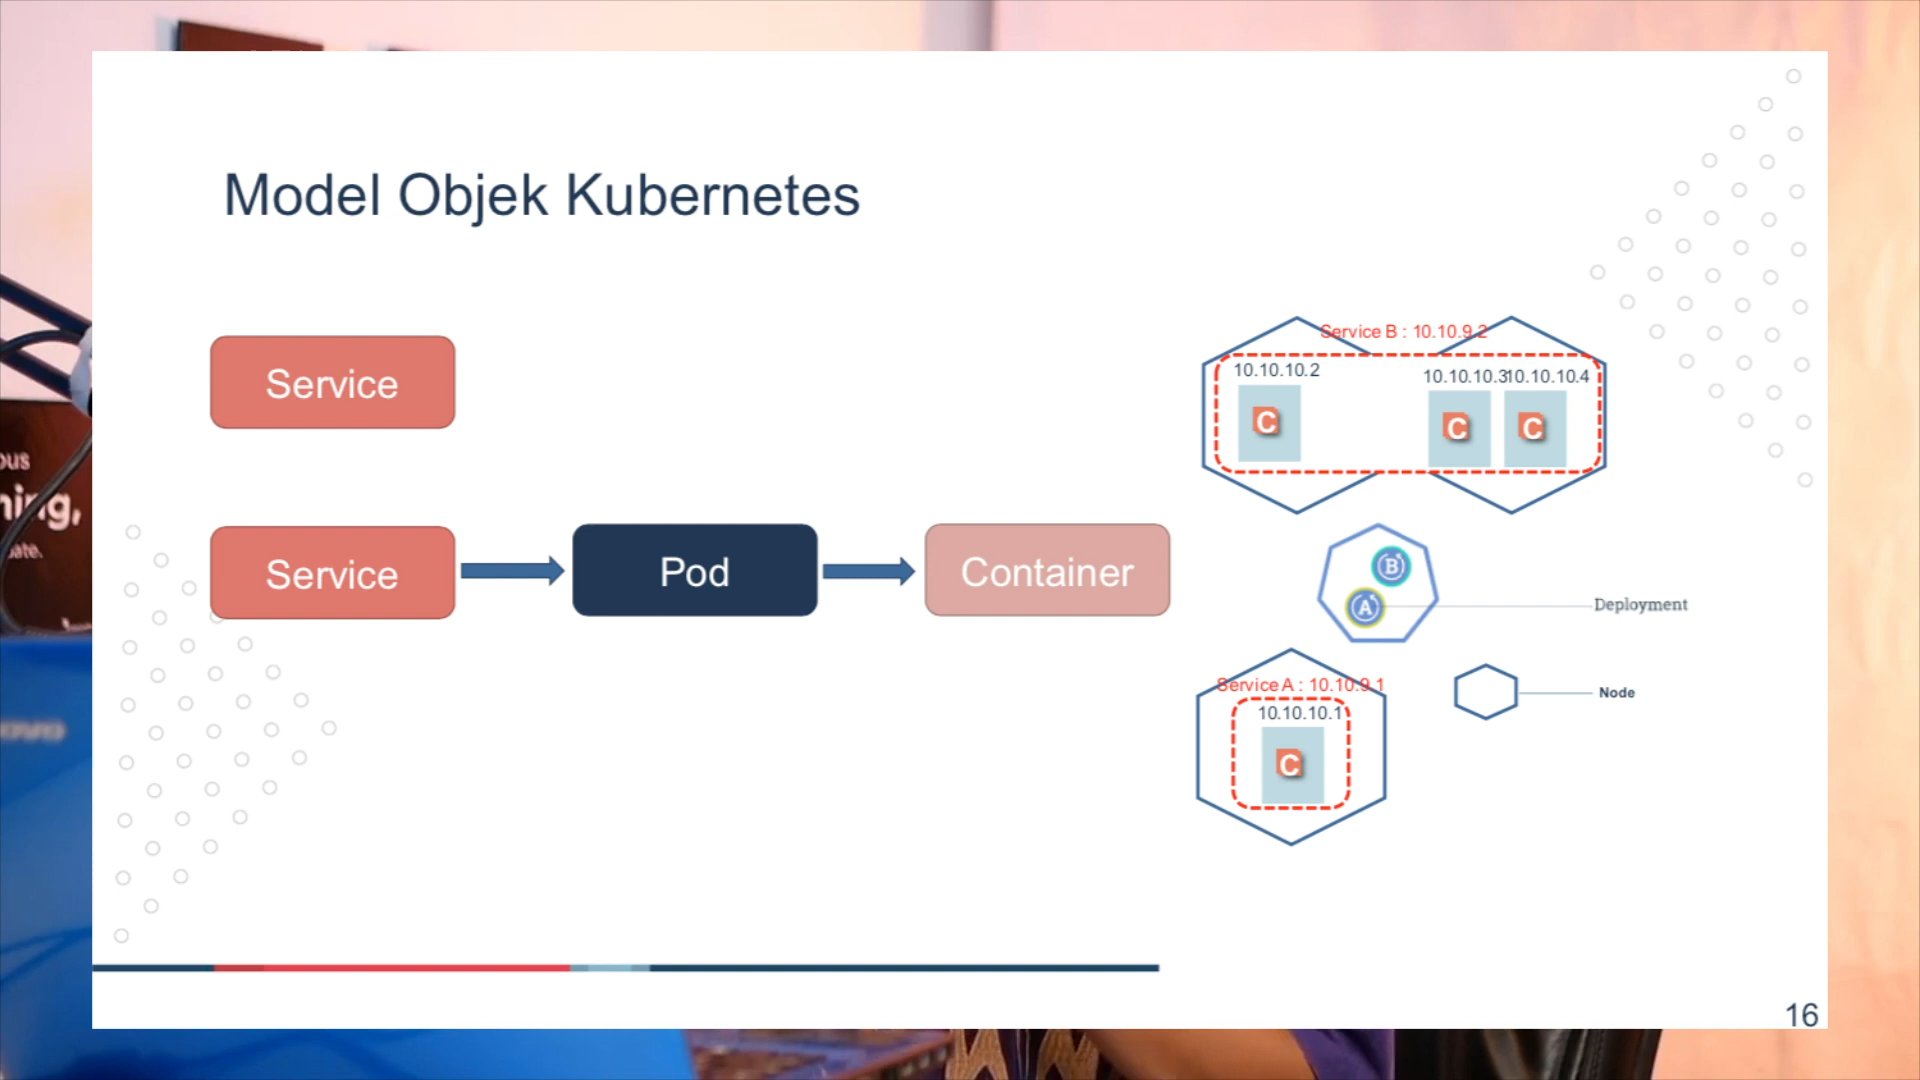 Model Objek Kubernetes
Service
Service
Pod
Container
Service B : 10.10.9.2
10.10.10.2
10.10.10.3
10.10.10.4
C
C
C
B
A
Deployment
Service A : 10.10.9.1
10.10.10.1
C
Node
16